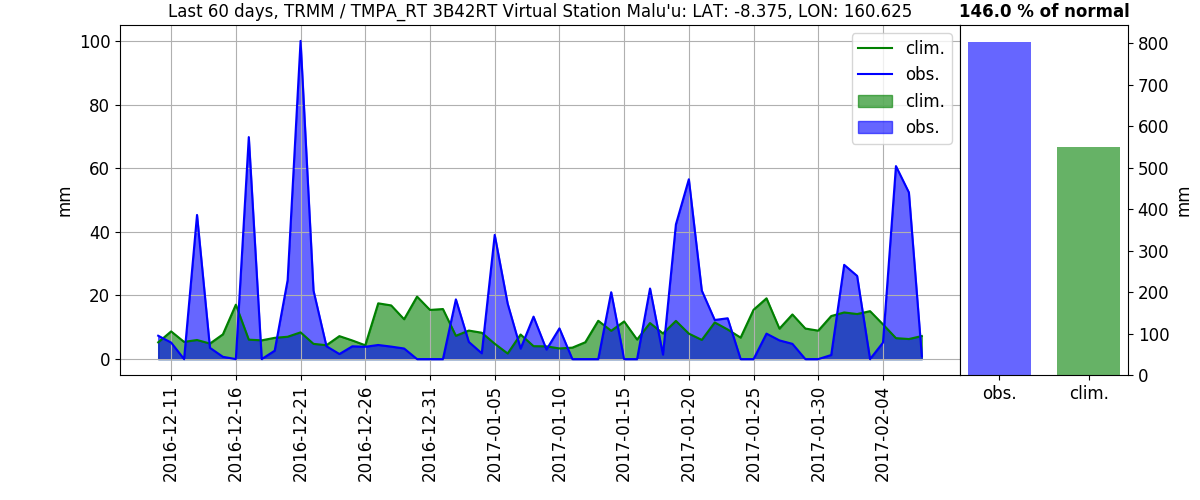 Last 60 days, TRMM / TMPA_RT 3B42RT Virtual Station Malu'u: LAT: -8.375, LON: 160.625
146.0 % of normal
mm
100
80
60
40
20
0
clim.
obs.
clim.
obs.
2016-12-11
2016-12-16
2016-12-21
2016-12-26
2016-12-31
2017-01-05
2017-01-10
2017-01-15
2017-01-20
2017-01-25
2017-01-30
2017-02-04
800
700
600
500
400
300
200
100
0
mm
obs.
clim.